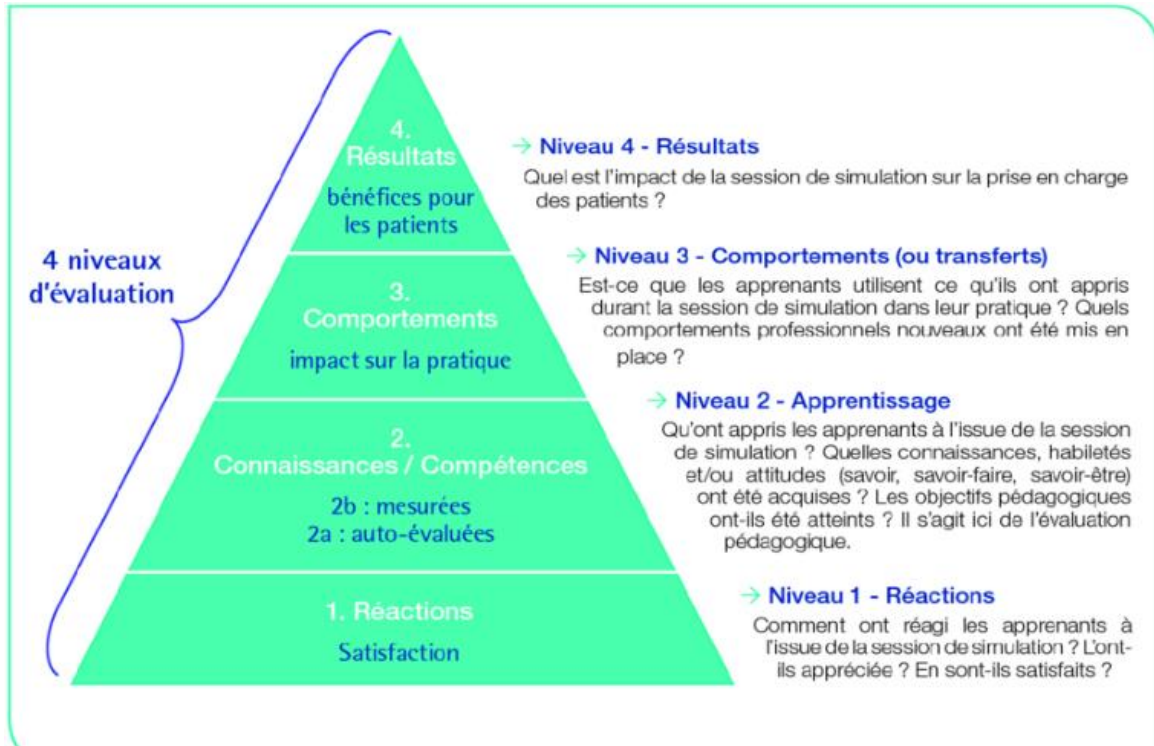 4 niveaux
d'évaluation
4.
Résultats
bénéfices pour
les patients
3.
Comportements
impact sur la pratique
2.
Connaissances / Compétences
2b : mesurées
2a : auto-évaluées
1. Réactions
Satisfaction
→ Niveau 4 - Résultats
Quel est l'impact de la session de simulation sur la prise en charge
des patients ?
→ Niveau 3 - Comportements (ou transferts)
Est-ce que les apprenants utilisent ce qu'ils ont appris
durant la session de simulation dans leur pratique ? Quels
comportements professionnels nouveaux ont été mis en
place ?
→ Niveau 2 - Apprentissage
Qu'ont appris les apprenants à l'issue de la session
de simulation ? Quelles connaissances, habiletés
et/ou attitudes (savoir, savoir-faire, savoir-être)
ont été acquises ? Les objectifs pédagogiques
ont-ils été atteints ? Il s'agit ici de l'évaluation
pédagogique.
→ Niveau 1 - Réactions
Comment ont réagi les apprenants à
l'issue de la session de simulation ? L'ont-
ils appréciée ? En sont-ils satisfaits ?